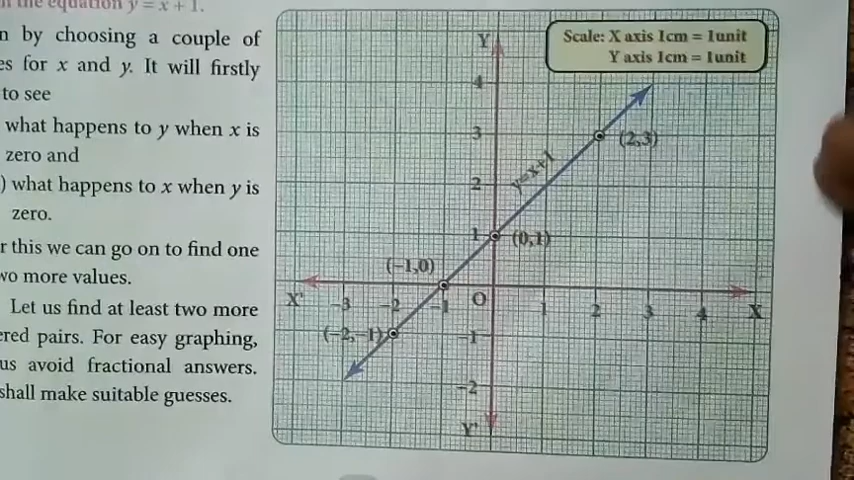 the equation y = x + 1.
n by choosing a couple of
es for x and y. It will firstly
to see
what happens to y when x is
zero and
) what happens to x when y is
zero.
r this we can go on to find one
wo more values.
Let us find at least two more
ered pairs. For easy graphing,
us avoid fractional answers.
shall make suitable guesses.
Scale: X axis 1cm = 1unit
Y axis 1cm = 1unit
Y
4
3
(2,3)
y=x+1
2
1
(0,1)
(−1,0)
X'
−3
−2
−1
O
1
2
3
4
X
(−2,−1)
−1
−2
Y'